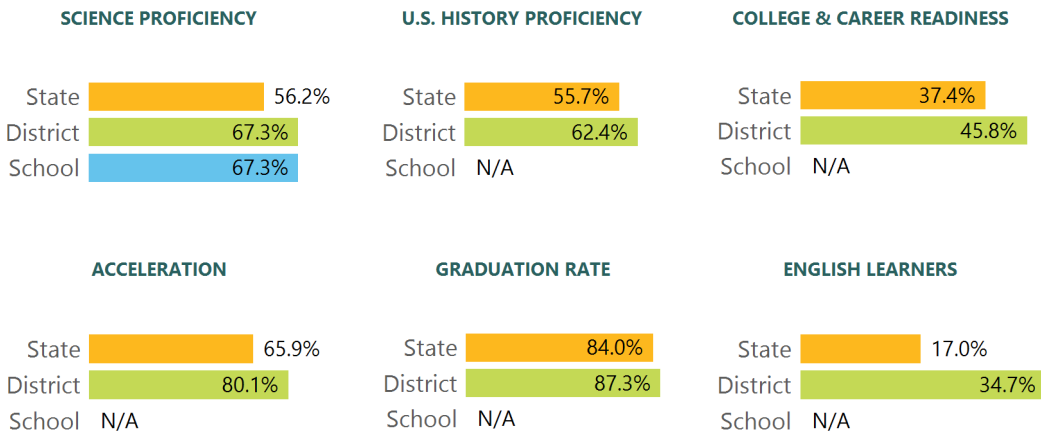 SCIENCE PROFICIENCY
State 56.2%
District 67.3%
School 67.3%
U.S. HISTORY PROFICIENCY
State 55.7%
District 62.4%
School N/A
COLLEGE & CAREER READINESS
State 37.4%
District 45.8%
School N/A
ACCELERATION
State 65.9%
District 80.1%
School N/A
GRADUATION RATE
State 84.0%
District 87.3%
School N/A
ENGLISH LEARNERS
State 17.0%
District 34.7%
School N/A